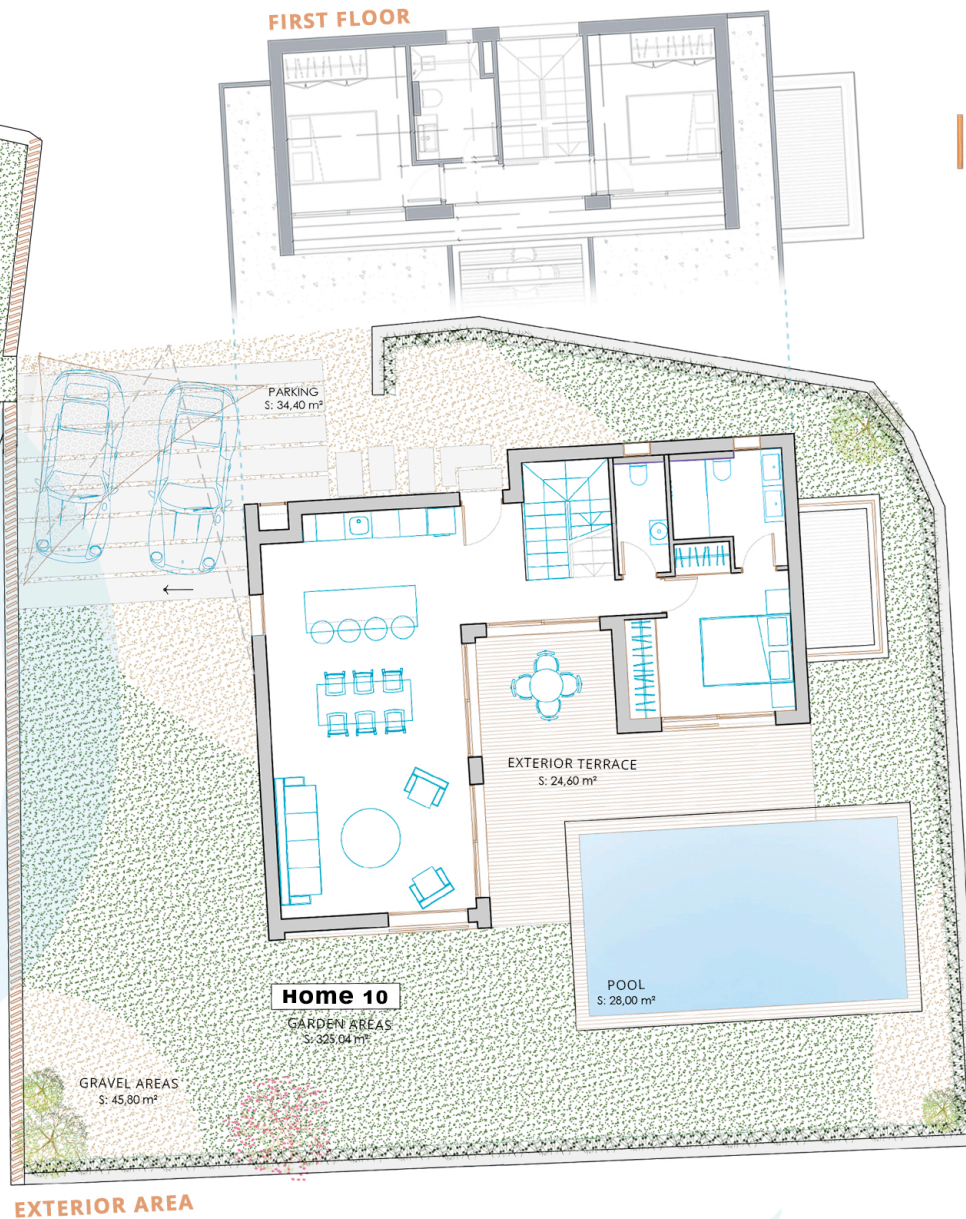 FIRST FLOOR
PARKING
S: 34,40 m²
EXTERIOR TERRACE
S: 24,60 m²
POOL
S: 28,00 m²
Home 10
GARDEN AREAS
S: 325,04 m²
GRAVEL AREAS
S: 45,80 m²
EXTERIOR AREA